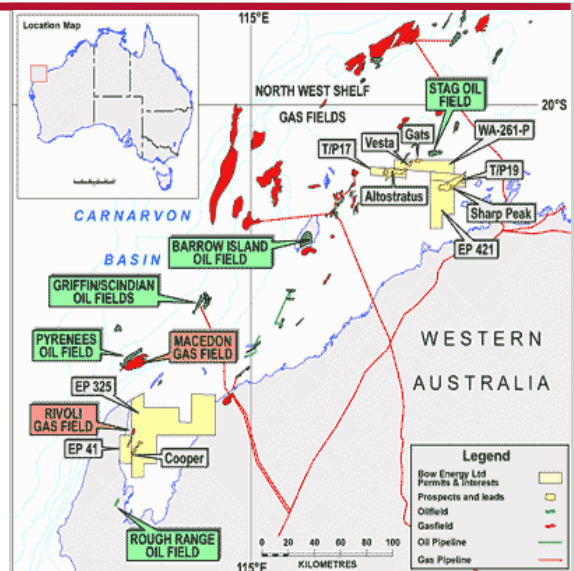 Location Map
115°E
NORTH WEST SHELF
GAS FIELDS
STAG OIL
FIELD
20°S
Gats
WA-261-P
Vesta
T/P17
T/P19
Altostratus
Sharp Peak
EP 421
CARNARVON
BASIN
BARROW ISLAND
OIL FIELD
GRIFFIN/SCINDIAN
OIL FIELDS
PYRENEES
OIL FIELD
MACEDON
GAS FIELD
WESTERN
AUSTRALIA
EP 325
RIVOLI
GAS FIELD
EP 41
Cooper
ROUGH RANGE
OIL FIELD
0 20 40 60 80 100
KILOMETRES
115°E
Legend
Bow Energy Ltd
Permits & Interests
Prospects and leads
Oilfield
Gasfield
Oil Pipeline
Gas Pipeline